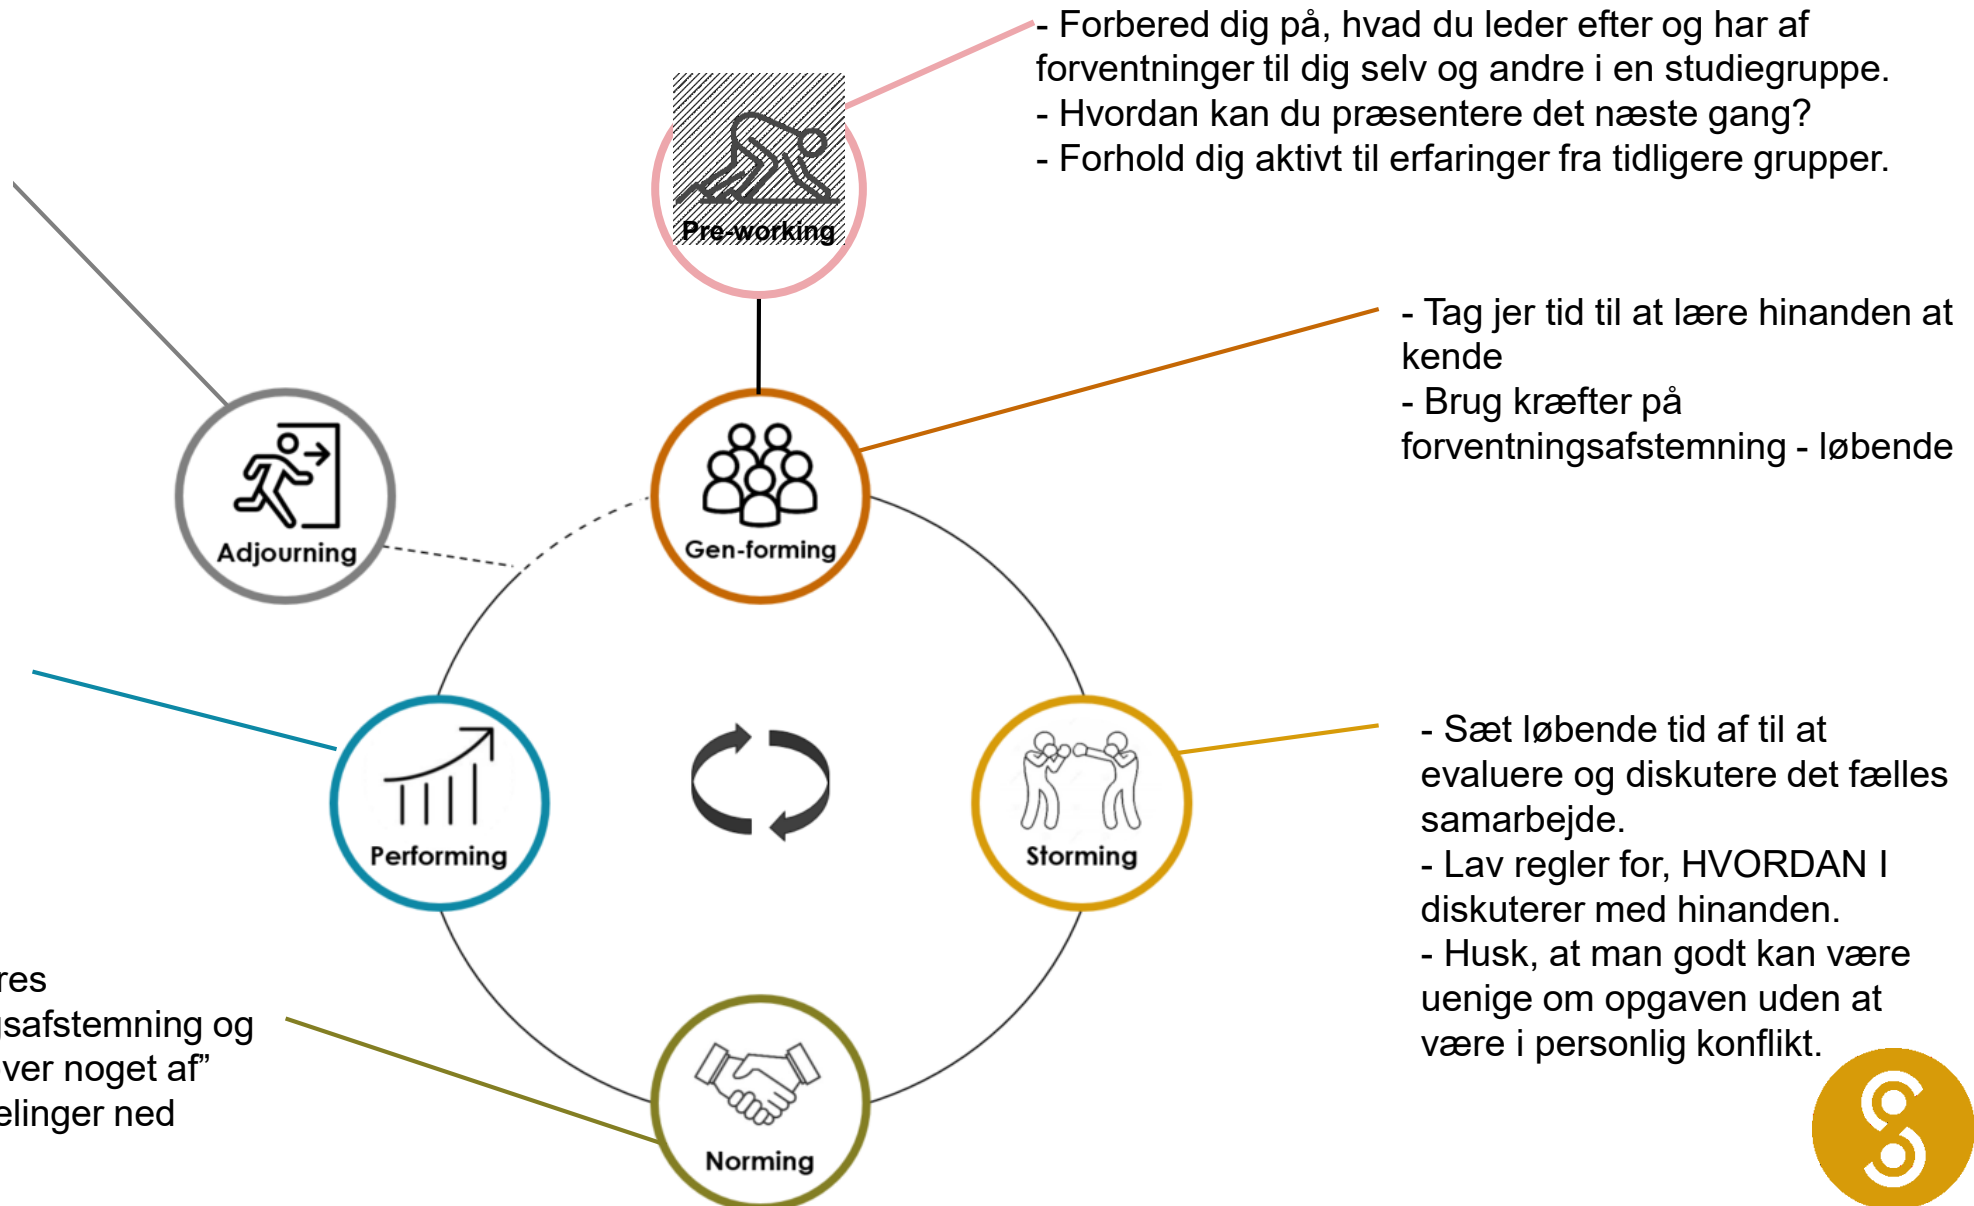 - Forbered dig på, hvad du leder efter og har af
forventninger til dig selv og andre i en studiegruppe.
- Hvordan kan du præsentere det næste gang?
- Forhold dig aktivt til erfaringer fra tidligere grupper.
Pre-working
- Tag jer tid til at lære hinanden at
kende
- Brug kræfter på
forventningsafstemning - løbende
Adjourning
Gen-forming
- Sæt løbende tid af til at
evaluere og diskutere det fælles
samarbejde.
- Lav regler for, HVORDAN I
diskuterer med hinanden.
- Husk, at man godt kan være
uenige om opgaven uden at
være i personlig konflikt.
Performing
Storming
res
gsafstemning og
ver noget af”
elinger ned
Norming